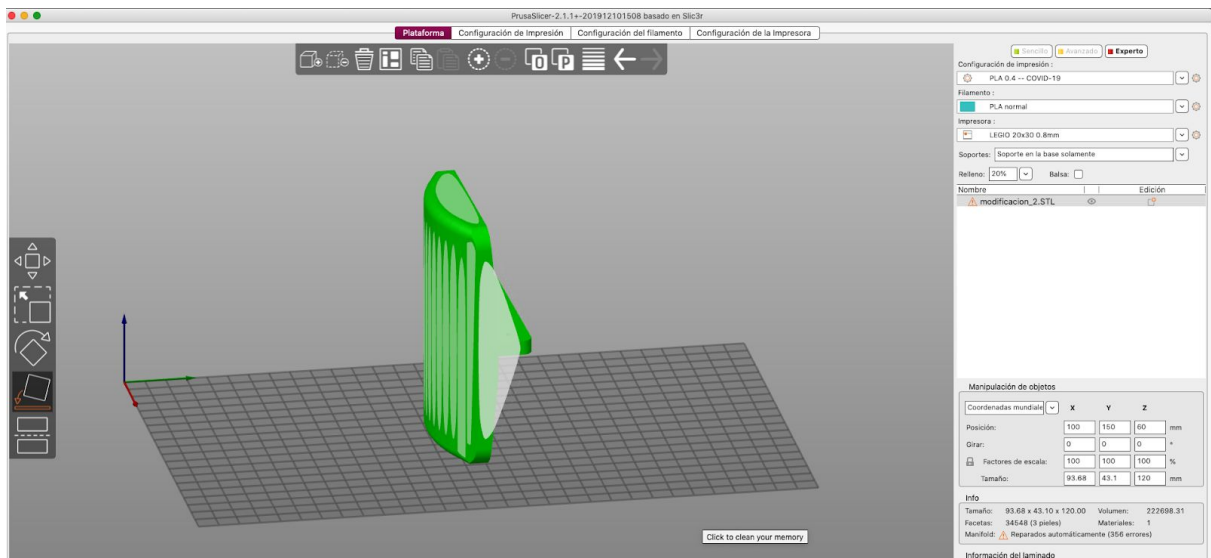 PrusaSlicer-2.1.1+-201912101508 basado en Slic3r
Plataforma Configuración de Impresión Configuración del filamento Configuración de la Impresora
Sencillo Avanzado Experto
Configuración de impresión :
PLA 0.4 -- COVID-19
Filamento :
PLA normal
Impresora :
LEGIO 20x30 0.8mm
Soportes: Soporte en la base solamente
Relleno: 20% Balsa:
Nombre Edición
modificacion_2.STL
Manipulación de objetos
Coordenadas mundiale X Y Z
Posición: 100 150 60 mm
Girar: 0 0 0 °
Factores de escala: 100 100 100 %
Tamaño: 93.68 43.1 120 mm
Info
Tamaño: 93.68 x 43.10 x 120.00 Volumen: 222698.31
Facetas: 34548 (3 pieles) Materiales: 1
Manifold: Reparados automáticamente (356 errores)
Click to clean your memory
Información del laminado